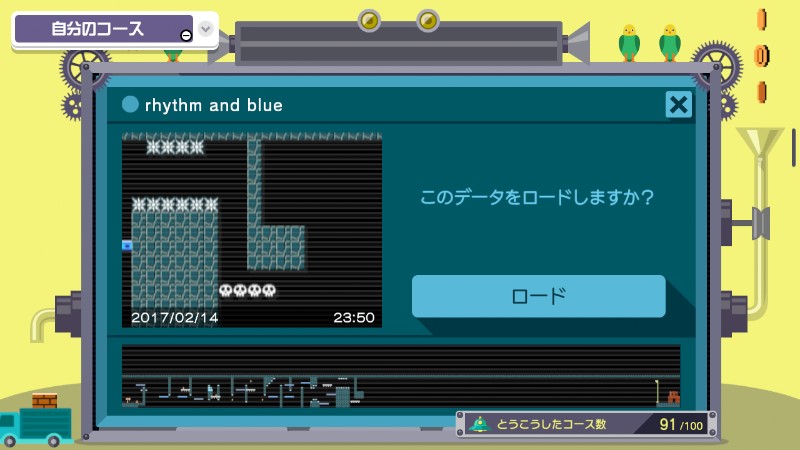 自分のコース
rhythm and blue
このデータをロードしますか?
ロード
2017/02/14 23:50
とうこうしたコース数 91/100